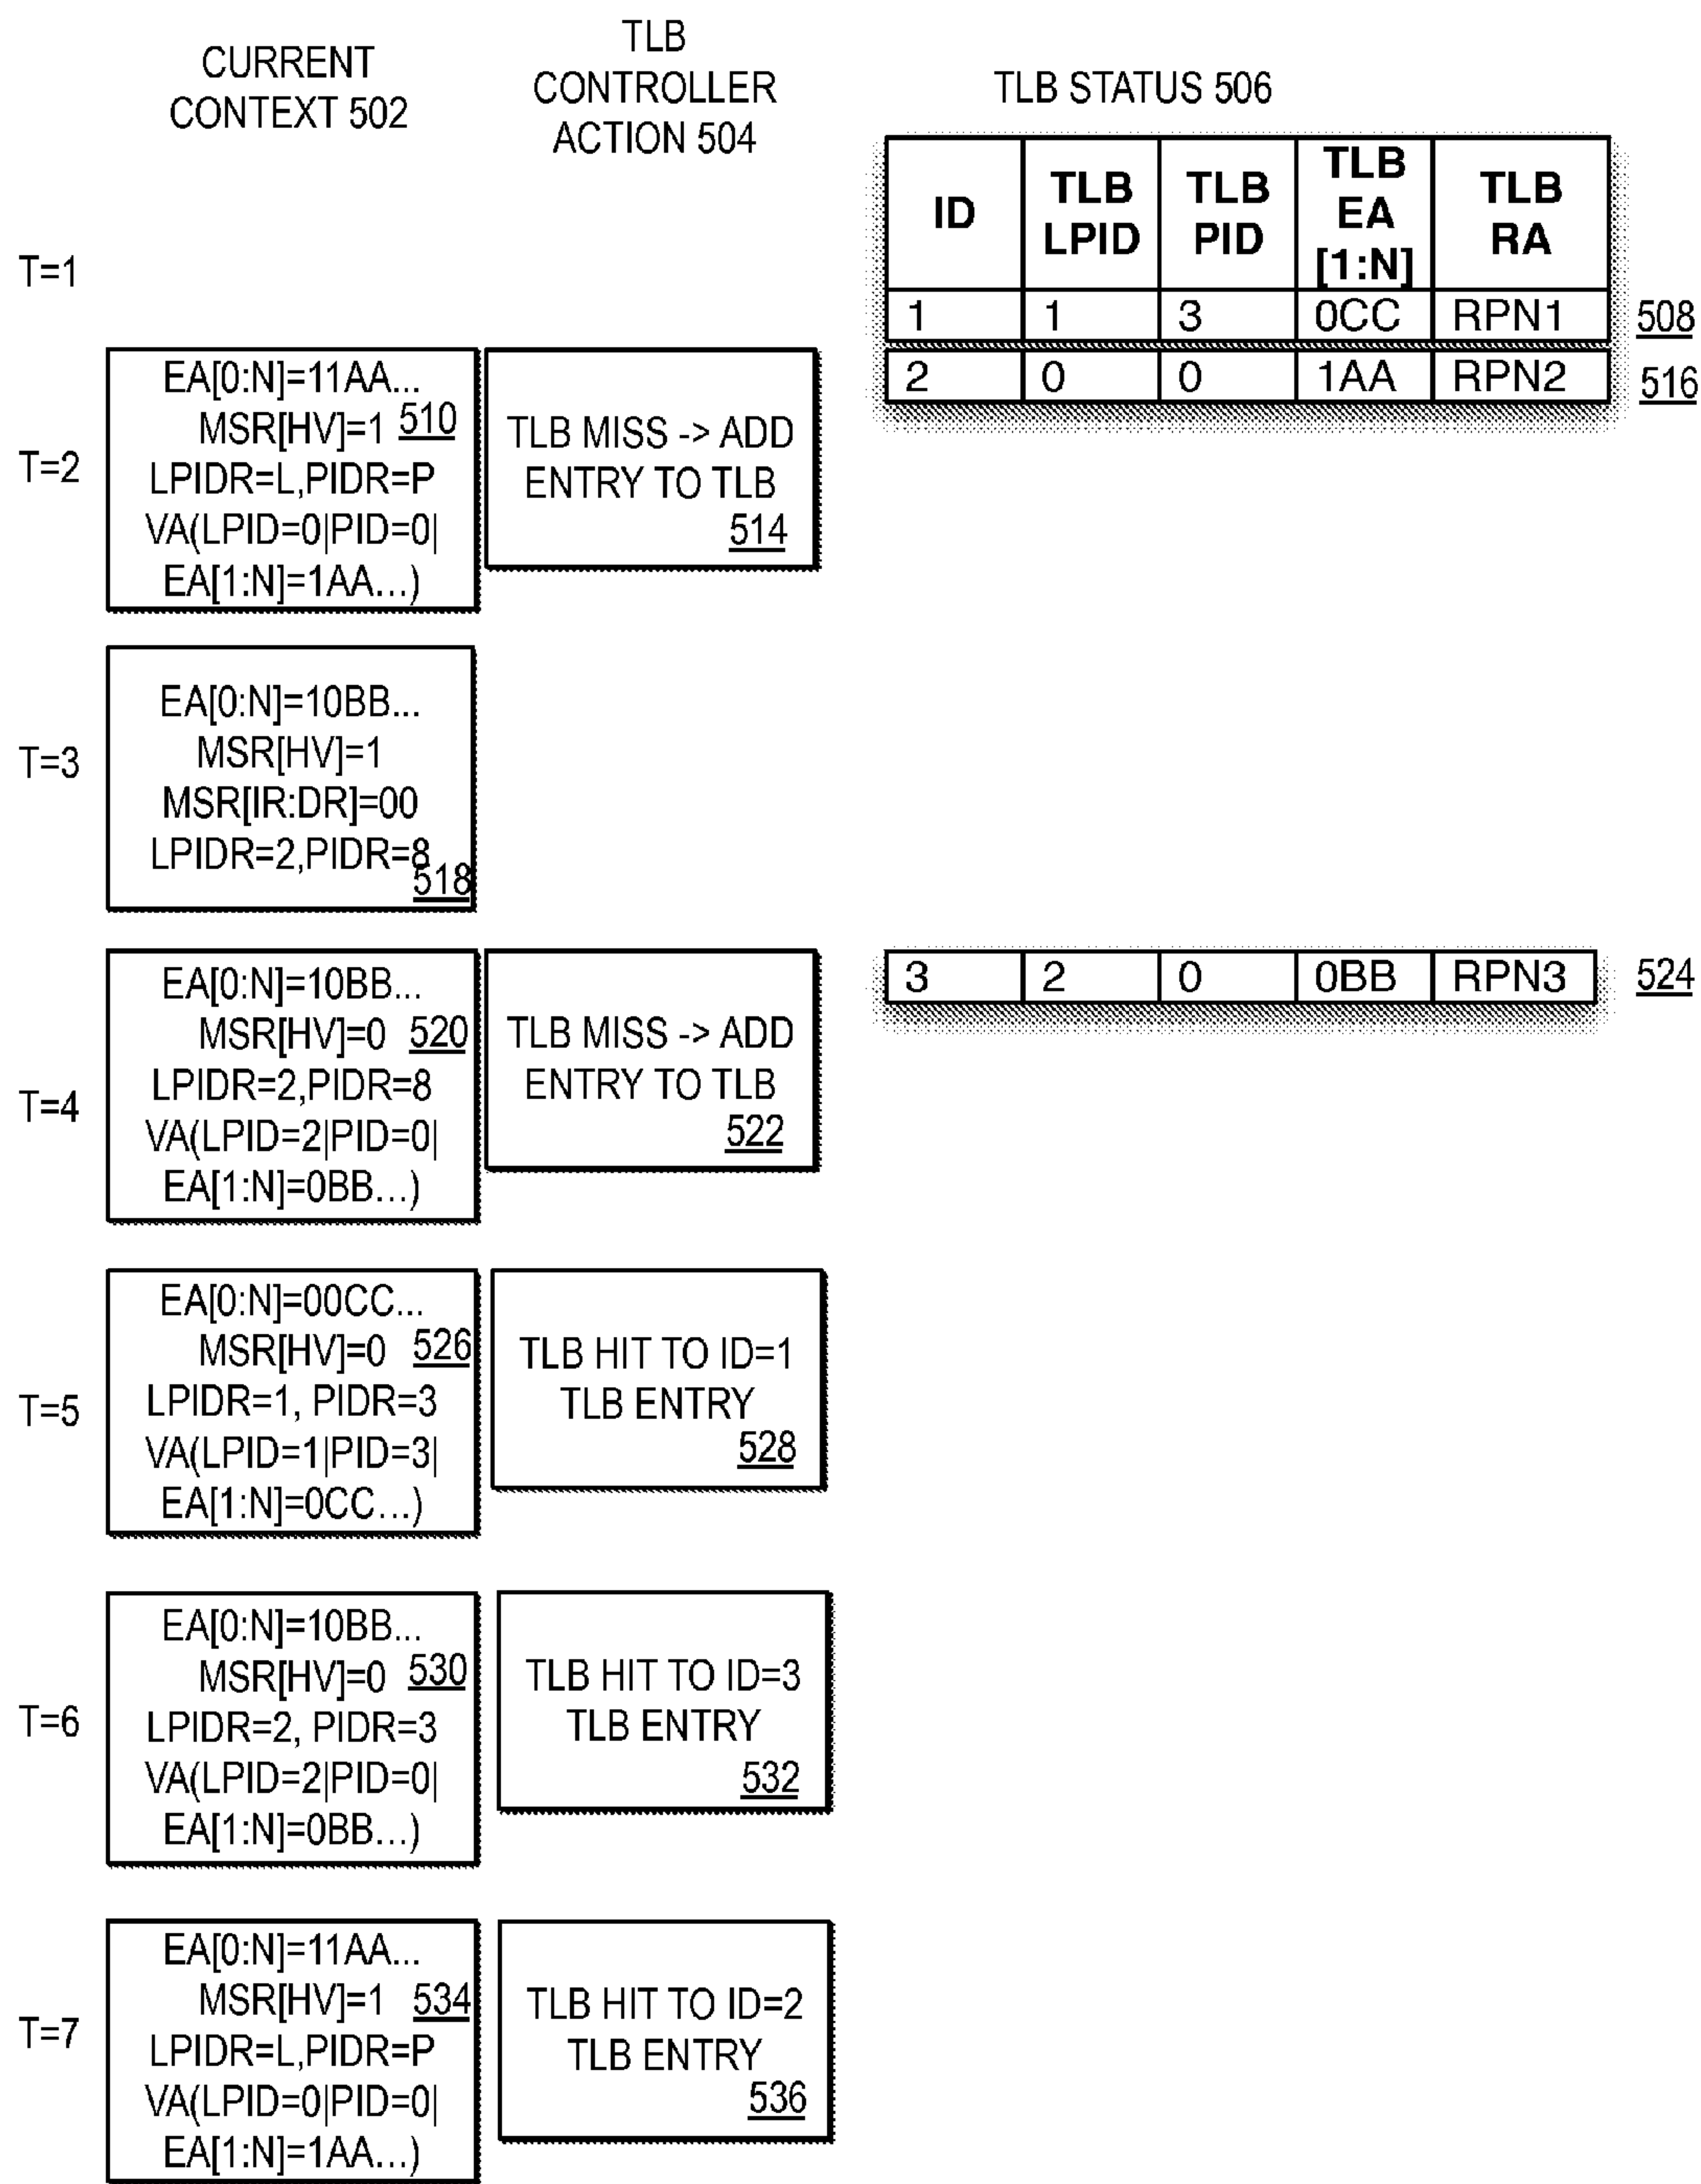 CURRENT
CONTEXT 502
TLB
CONTROLLER
ACTION 504
TLB STATUS 506
ID
TLB
LPID
TLB
PID
TLB
EA
[1:N]
TLB
RA
T=1
1 1 3 0CC RPN1 508
2 0 0 1AA RPN2 516
T=2
EA[0:N]=11AA...
MSR[HV]=1 510
LPIDR=L,PIDR=P
VA(LPID=0|PID=0|
EA[1:N]=1AA...)
TLB MISS -> ADD
ENTRY TO TLB
514
T=3
EA[0:N]=10BB...
MSR[HV]=1
MSR[IR:DR]=00
LPIDR=2,PIDR=8
518
T=4
EA[0:N]=10BB...
MSR[HV]=0 520
LPIDR=2,PIDR=8
VA(LPID=2|PID=0|
EA[1:N]=0BB...)
TLB MISS -> ADD
ENTRY TO TLB
522
3 2 0 0BB RPN3 524
T=5
EA[0:N]=00CC...
MSR[HV]=0 526
LPIDR=1, PIDR=3
VA(LPID=1|PID=3|
EA[1:N]=0CC...)
TLB HIT TO ID=1
TLB ENTRY
528
T=6
EA[0:N]=10BB...
MSR[HV]=0 530
LPIDR=2, PIDR=3
VA(LPID=2|PID=0|
EA[1:N]=0BB...)
TLB HIT TO ID=3
TLB ENTRY
532
T=7
EA[0:N]=11AA...
MSR[HV]=1 534
LPIDR=L,PIDR=P
VA(LPID=0|PID=0|
EA[1:N]=1AA...)
TLB HIT TO ID=2
TLB ENTRY
536